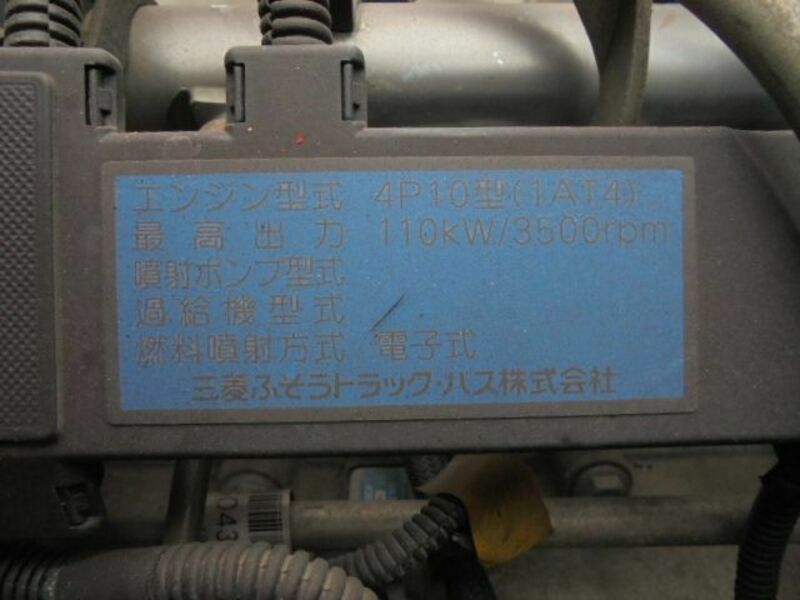 エンジン型式 4P10型(1AT4)
最高出力 110kW/3500rpm
噴射ポンプ型式
過給機型式
燃料噴射方式 電子式
三菱ふそうトラック・バス株式会社
043